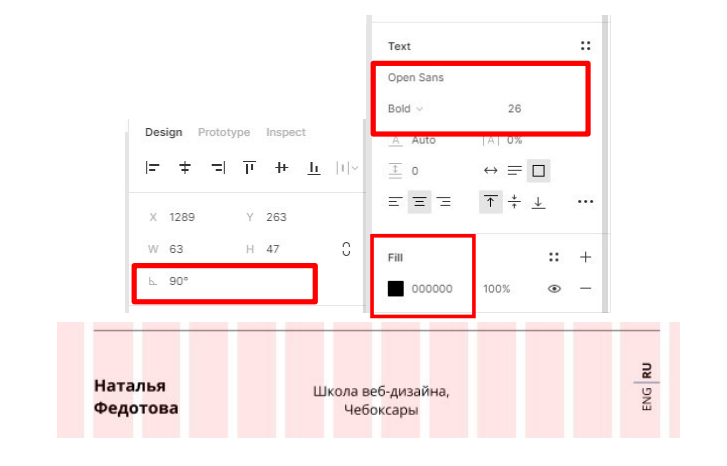 Text
Open Sans
Bold 26
A Auto |A| 0%
0
Design Prototype Inspect
X 1289 Y 263
W 63 H 47
90°
Fill
000000 100%
Наталья
Федотова
Школа веб-дизайна,
Чебоксары
ENG RU